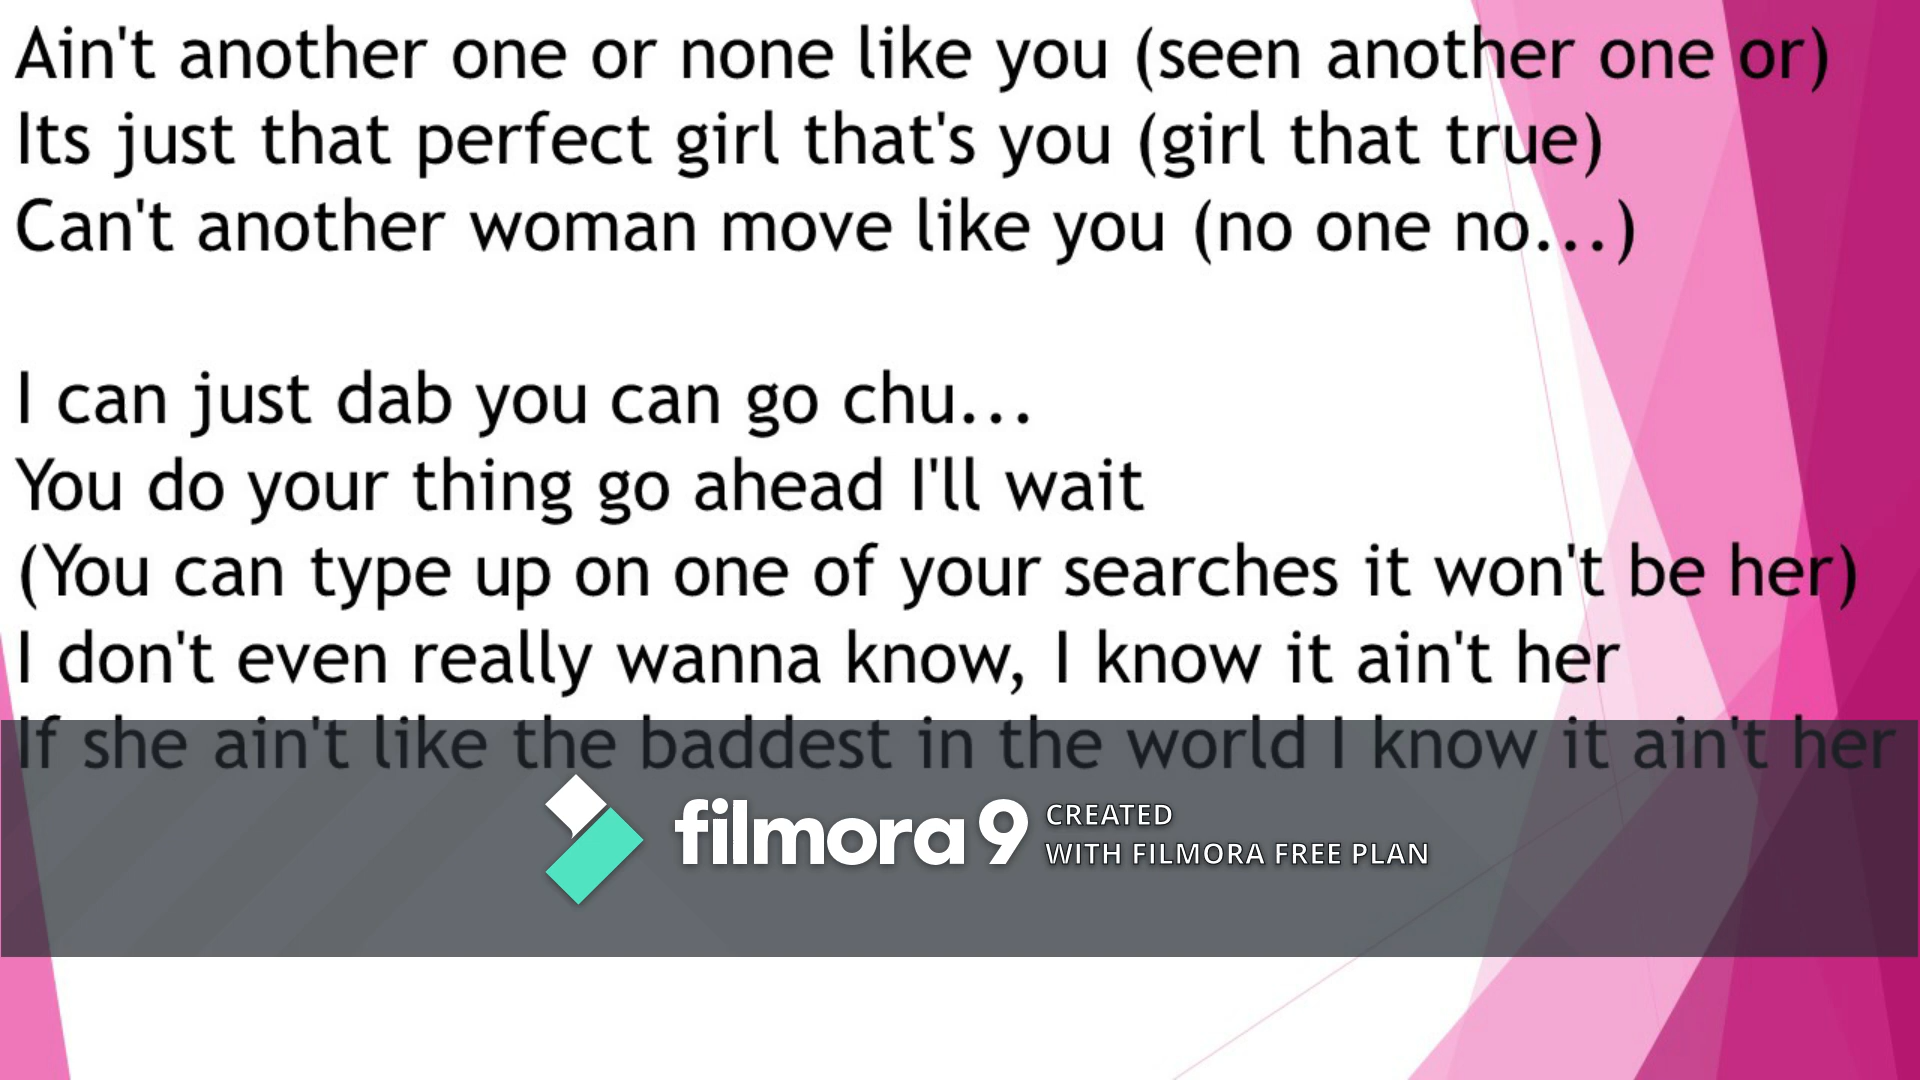 Ain't another one or none like you (seen another one or)
Its just that perfect girl that's you (girl that true)
Can't another woman move like you (no one no...)
I can just dab you can go chu...
You do your thing go ahead I'll wait
(You can type up on one of your searches it won't be her)
I don't even really wanna know, I know it ain't her
If she ain't like the baddest in the world I know it ain't her
filmora9
CREATED
WITH FILMORA FREE PLAN